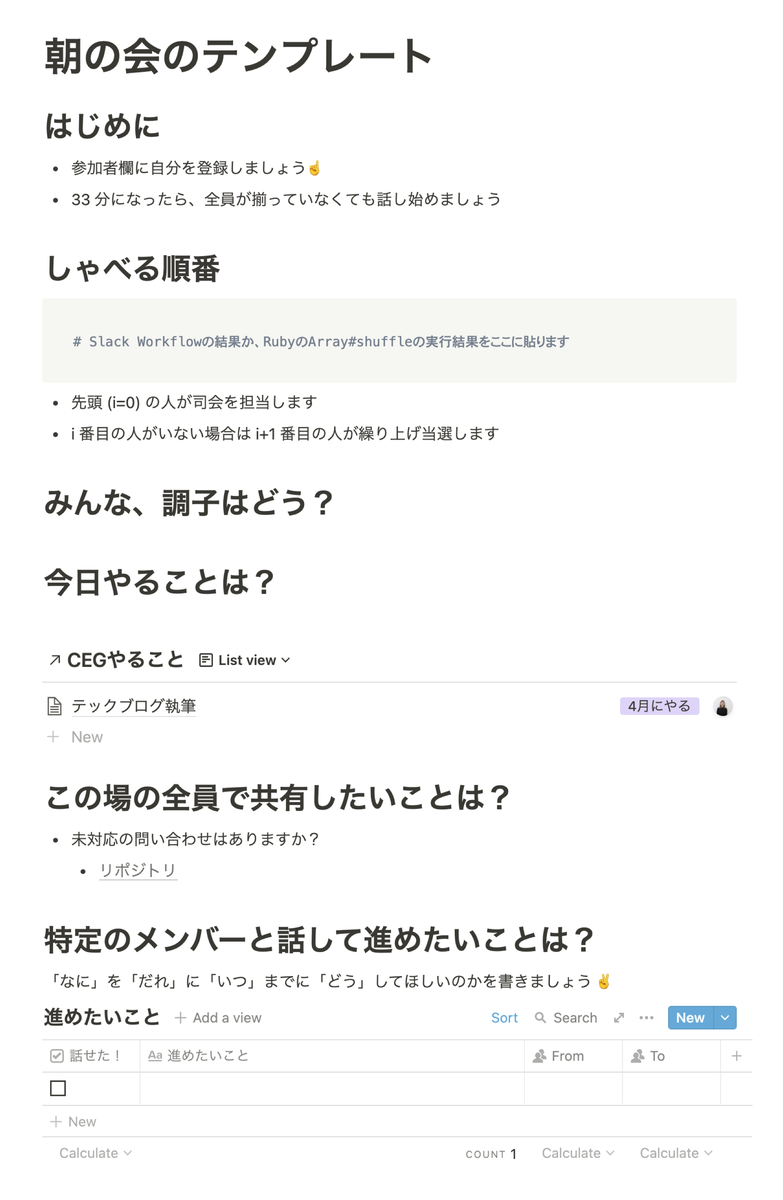 朝の会のテンプレート
はじめに
• 参加者欄に自分を登録しましょう☝️
• 33 分になったら、全員が揃っていなくても話し始めましょう
しゃべる順番
# Slack Workflowの結果か、RubyのArray#shuffleの実行結果をここに貼ります
• 先頭 (i=0) の人が司会を担当します
• i 番目の人がいない場合は i+1 番目の人が繰り上げ当選します
みんな、調子はどう？
今日やることは？
CEGやること List view
テックブログ執筆 4月にやる
+ New
この場の全員で共有したいことは？
• 未対応の問い合わせはありますか？
• リポジトリ
特定のメンバーと話して進めたいことは？
「なに」を「だれ」に「いつ」までに「どう」してほしいのかを書きましょう ✌️
進めたいこと + Add a view Sort Search ••• New
話せた！ Aa 進めたいこと From To +
+ New
Calculate COUNT 1 Calculate Calculate